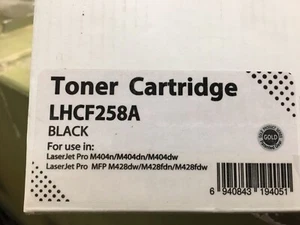 Toner Cartridge
LHCF258A
BLACK
For use in:
LaserJet Pro M404n/M404dn/M404dw
LaserJet Pro MFP M428dw/M428fdn/M428fdw
GOLD
6 940843 194051